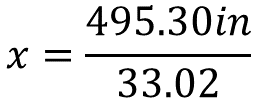 x = 495.30in / 33.02